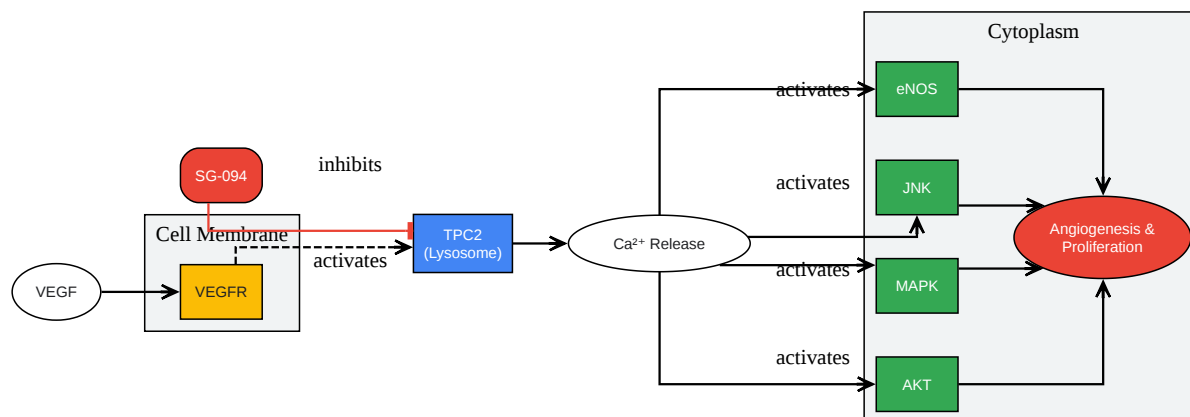 Cytoplasm
activates
eNOS
inhibits
SG-094
activates
JNK
Cell Membrane
TPC2
(Lysosome)
Ca²⁺ Release
Angiogenesis &
Proliferation
activates
activates
VEGF
VEGFR
MAPK
activates
AKT